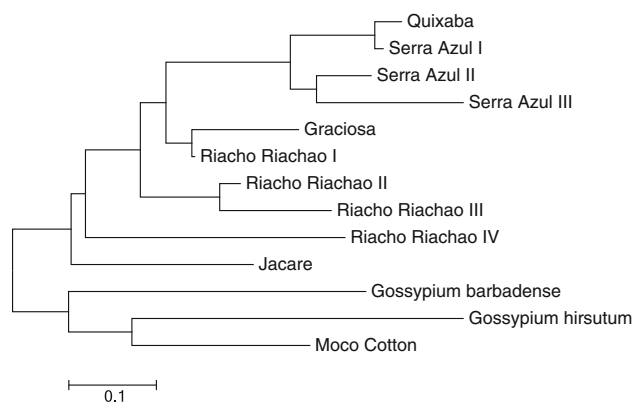 Quixaba
Serra Azul I
Serra Azul II
Serra Azul III
Graciosa
Riacho Riachao I
Riacho Riachao II
Riacho Riachao III
Riacho Riachao IV
Jacare
Gossypium barbadense
Gossypium hirsutum
Moco Cotton
0.1